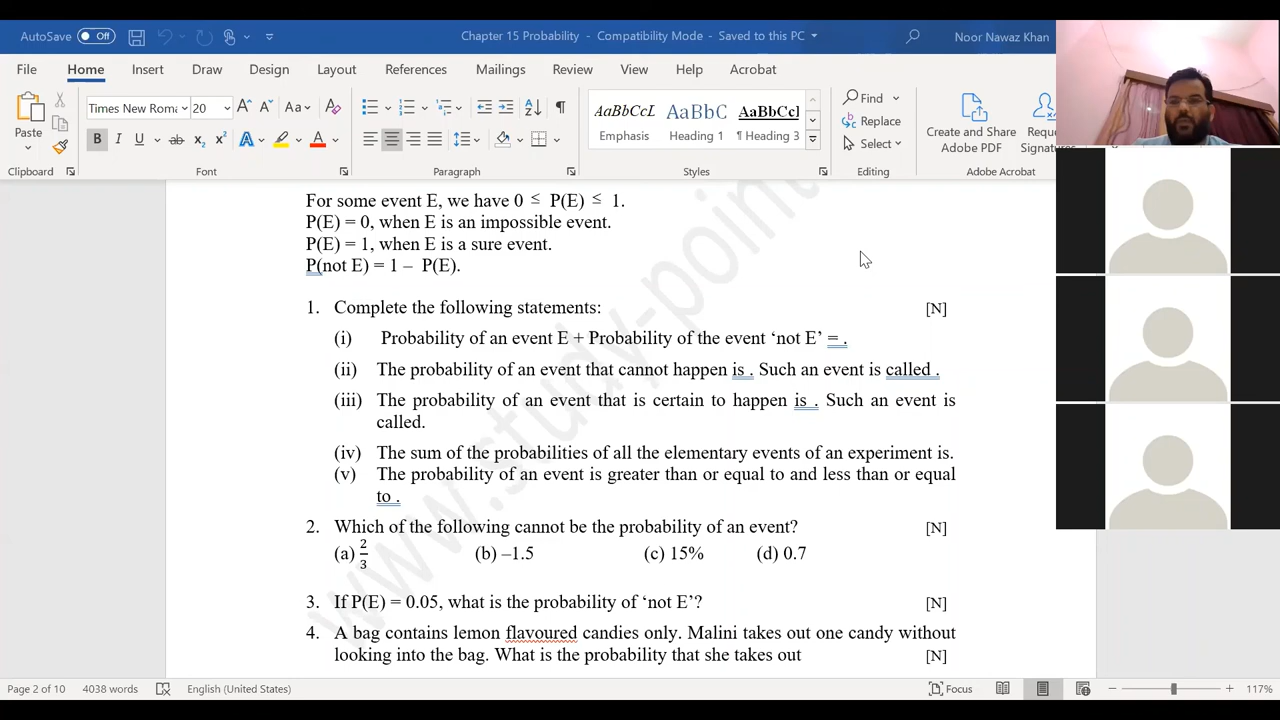 AutoSave Off Chapter 15 Probability - Compatibility Mode - Saved to this PC Noor Nawaz Khan
File Home Insert Draw Design Layout References Mailings Review View Help Acrobat
Times New Roma 20 Aa AaBbCcL AaBbC AaBbCcl Find
Paste B I U ab x₂ x² A A Emphasis Heading 1 ¶ Heading 3 Replace Create and Share Requ
Select Adobe PDF Signa
Clipboard Font Paragraph Styles Editing Adobe Acrobat
For some event E, we have 0 ≤ P(E) ≤ 1.
P(E) = 0, when E is an impossible event.
P(E) = 1, when E is a sure event.
P(not E) = 1 – P(E).
1. Complete the following statements: [N]
(i) Probability of an event E + Probability of the event ‘not E’ = .
(ii) The probability of an event that cannot happen is . Such an event is called .
(iii) The probability of an event that is certain to happen is . Such an event is
called.
(iv) The sum of the probabilities of all the elementary events of an experiment is.
(v) The probability of an event is greater than or equal to and less than or equal
to .
2. Which of the following cannot be the probability of an event? [N]
(a) 2/3 (b) –1.5 (c) 15% (d) 0.7
3. If P(E) = 0.05, what is the probability of ‘not E’? [N]
4. A bag contains lemon flavoured candies only. Malini takes out one candy without
looking into the bag. What is the probability that she takes out [N]
www.study-point
Page 2 of 10 4038 words English (United States) Focus 117%